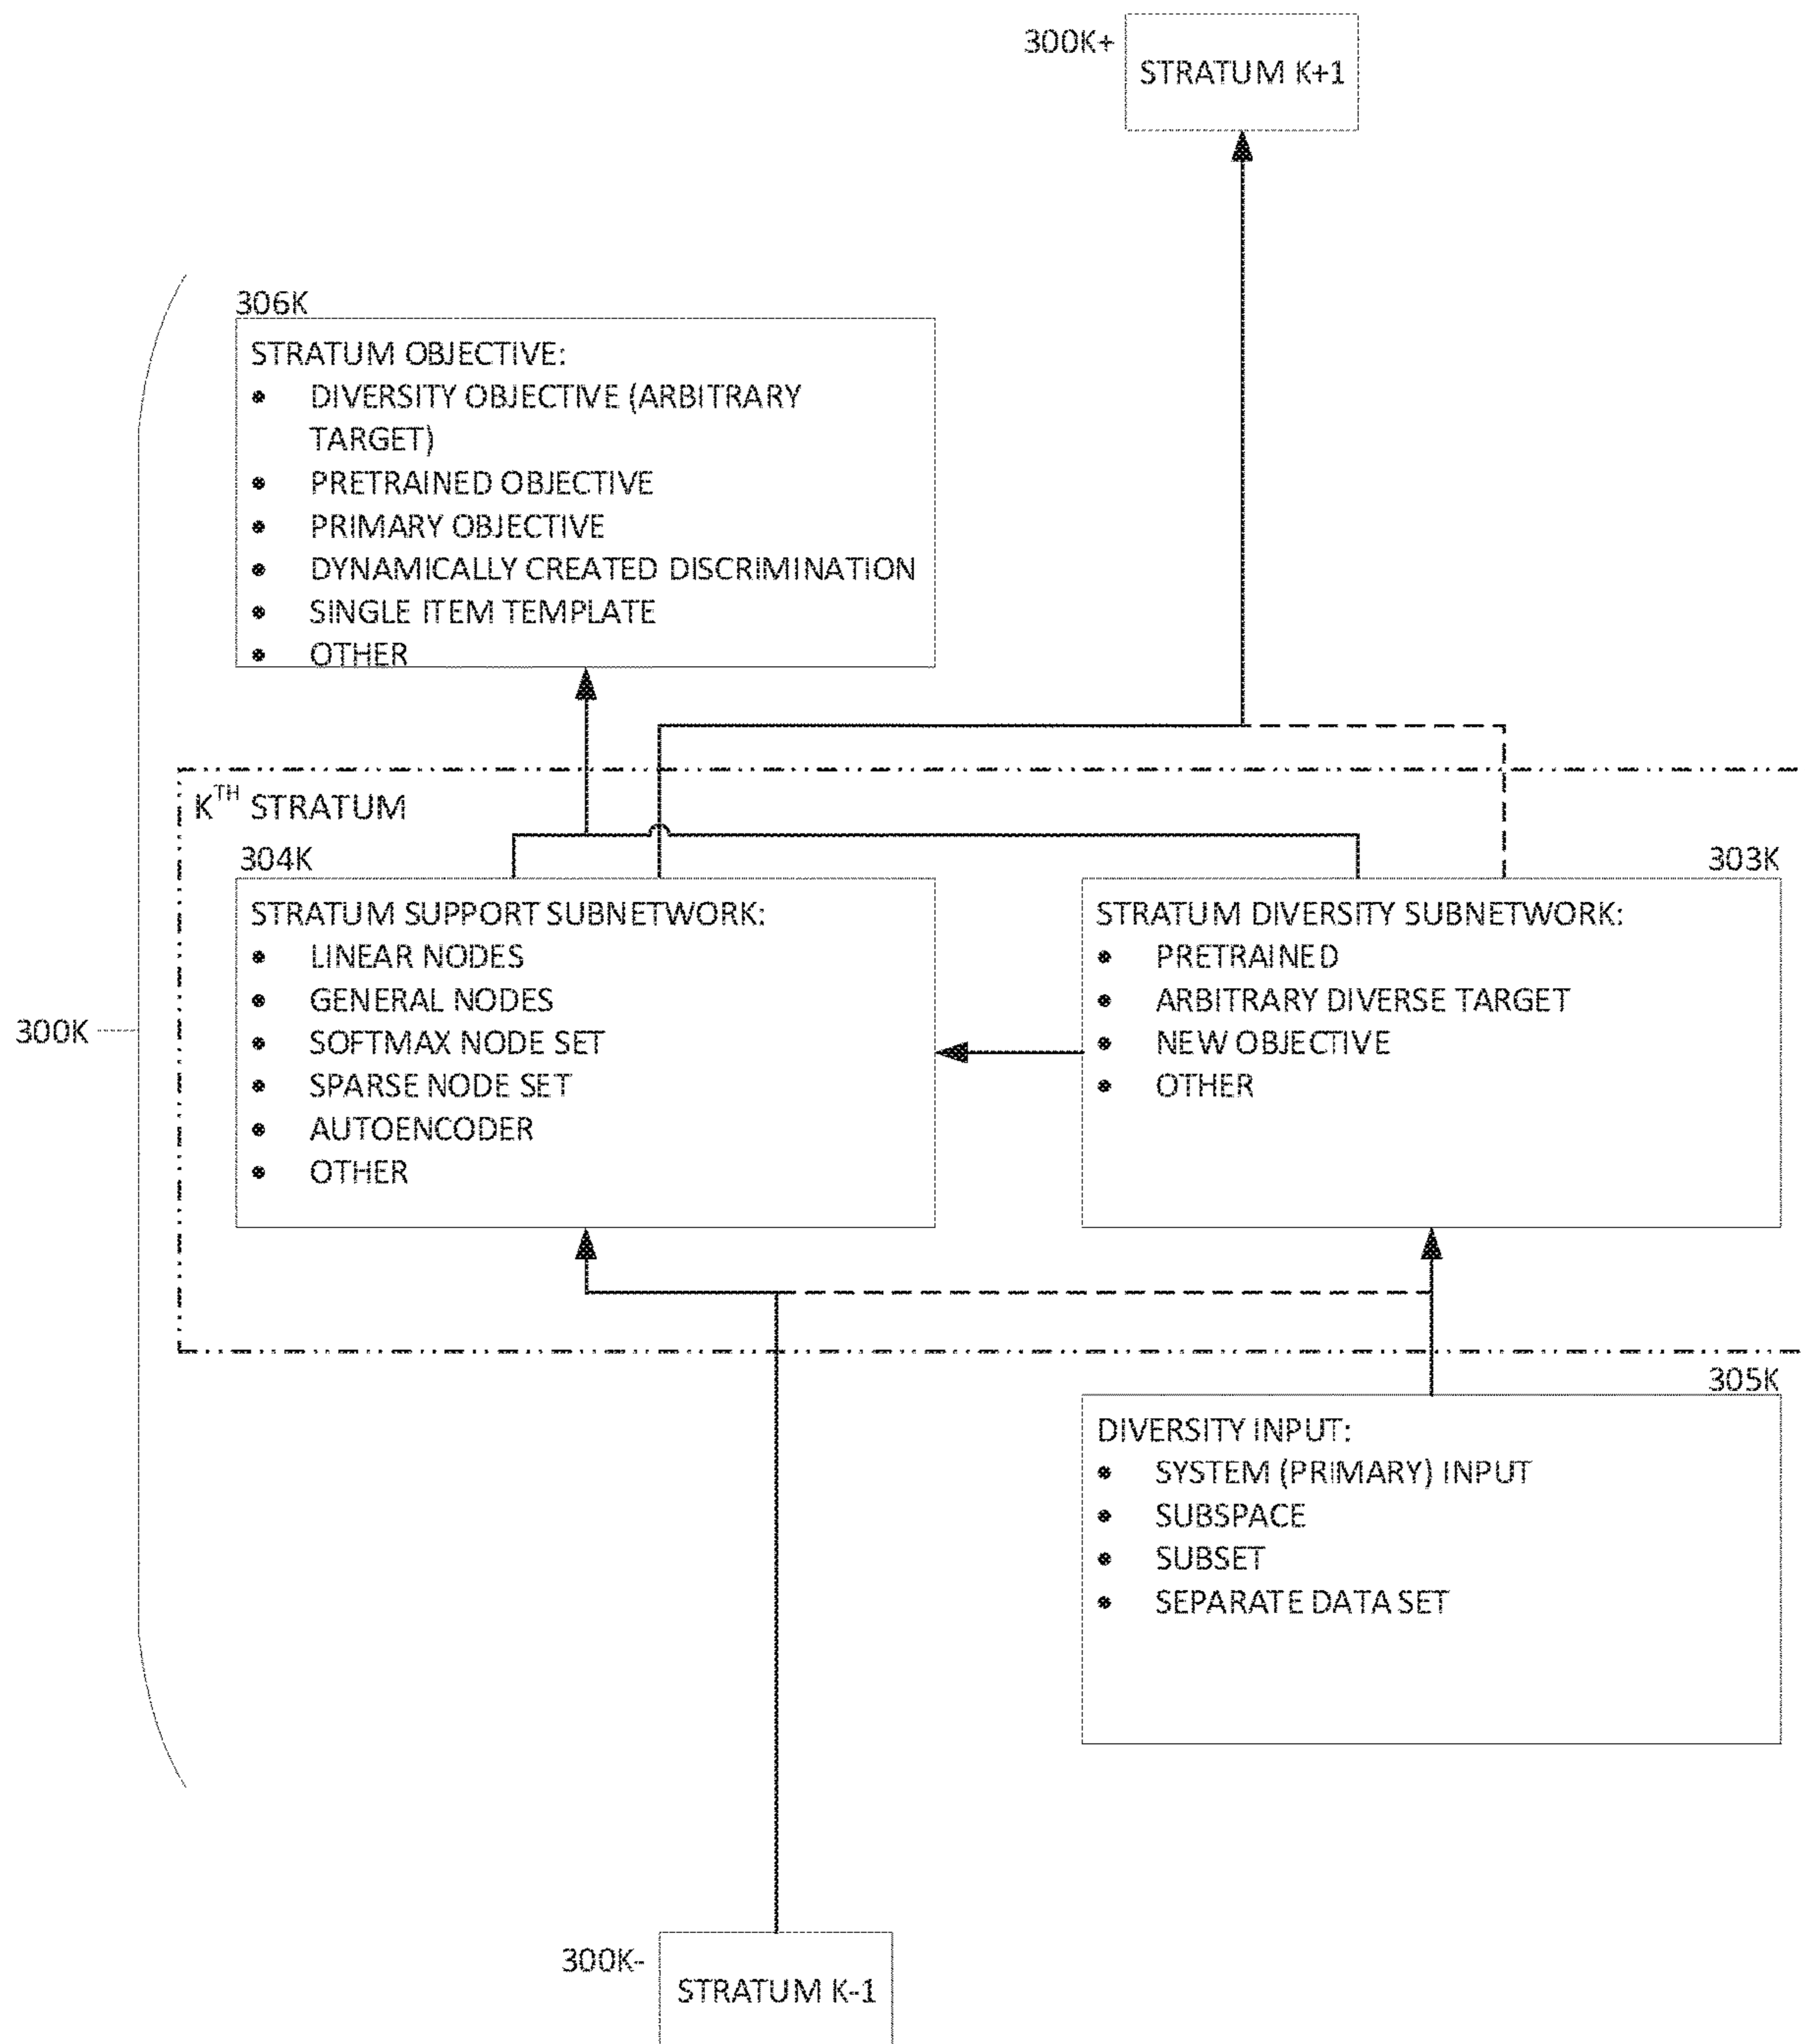 300K+
STRATUM K+1
306K
STRATUM OBJECTIVE:
• DIVERSITY OBJECTIVE (ARBITRARY
TARGET)
• PRETRAINED OBJECTIVE
• PRIMARY OBJECTIVE
• DYNAMICALLY CREATED DISCRIMINATION
• SINGLE ITEM TEMPLATE
• OTHER
K^TH STRATUM
304K
STRATUM SUPPORT SUBNETWORK:
• LINEAR NODES
• GENERAL NODES
• SOFTMAX NODE SET
• SPARSE NODE SET
• AUTOENCODER
• OTHER
303K
STRATUM DIVERSITY SUBNETWORK:
• PRETRAINED
• ARBITRARY DIVERSE TARGET
• NEW OBJECTIVE
• OTHER
300K
305K
DIVERSITY INPUT:
• SYSTEM (PRIMARY) INPUT
• SUBSPACE
• SUBSET
• SEPARATE DATA SET
300K-
STRATUM K-1